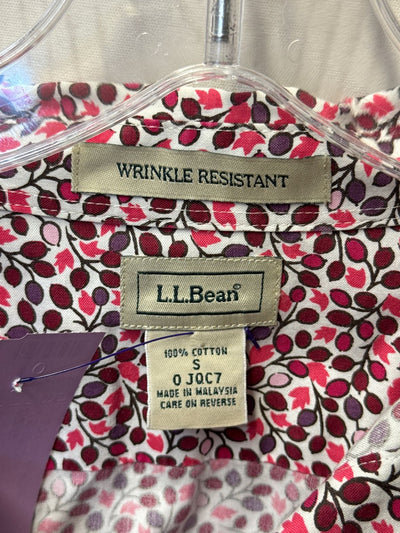 WRINKLE RESISTANT
L.L.Bean
100% COTTON
S
0 JQC7
MADE IN MALAYSIA
CARE ON REVERSE